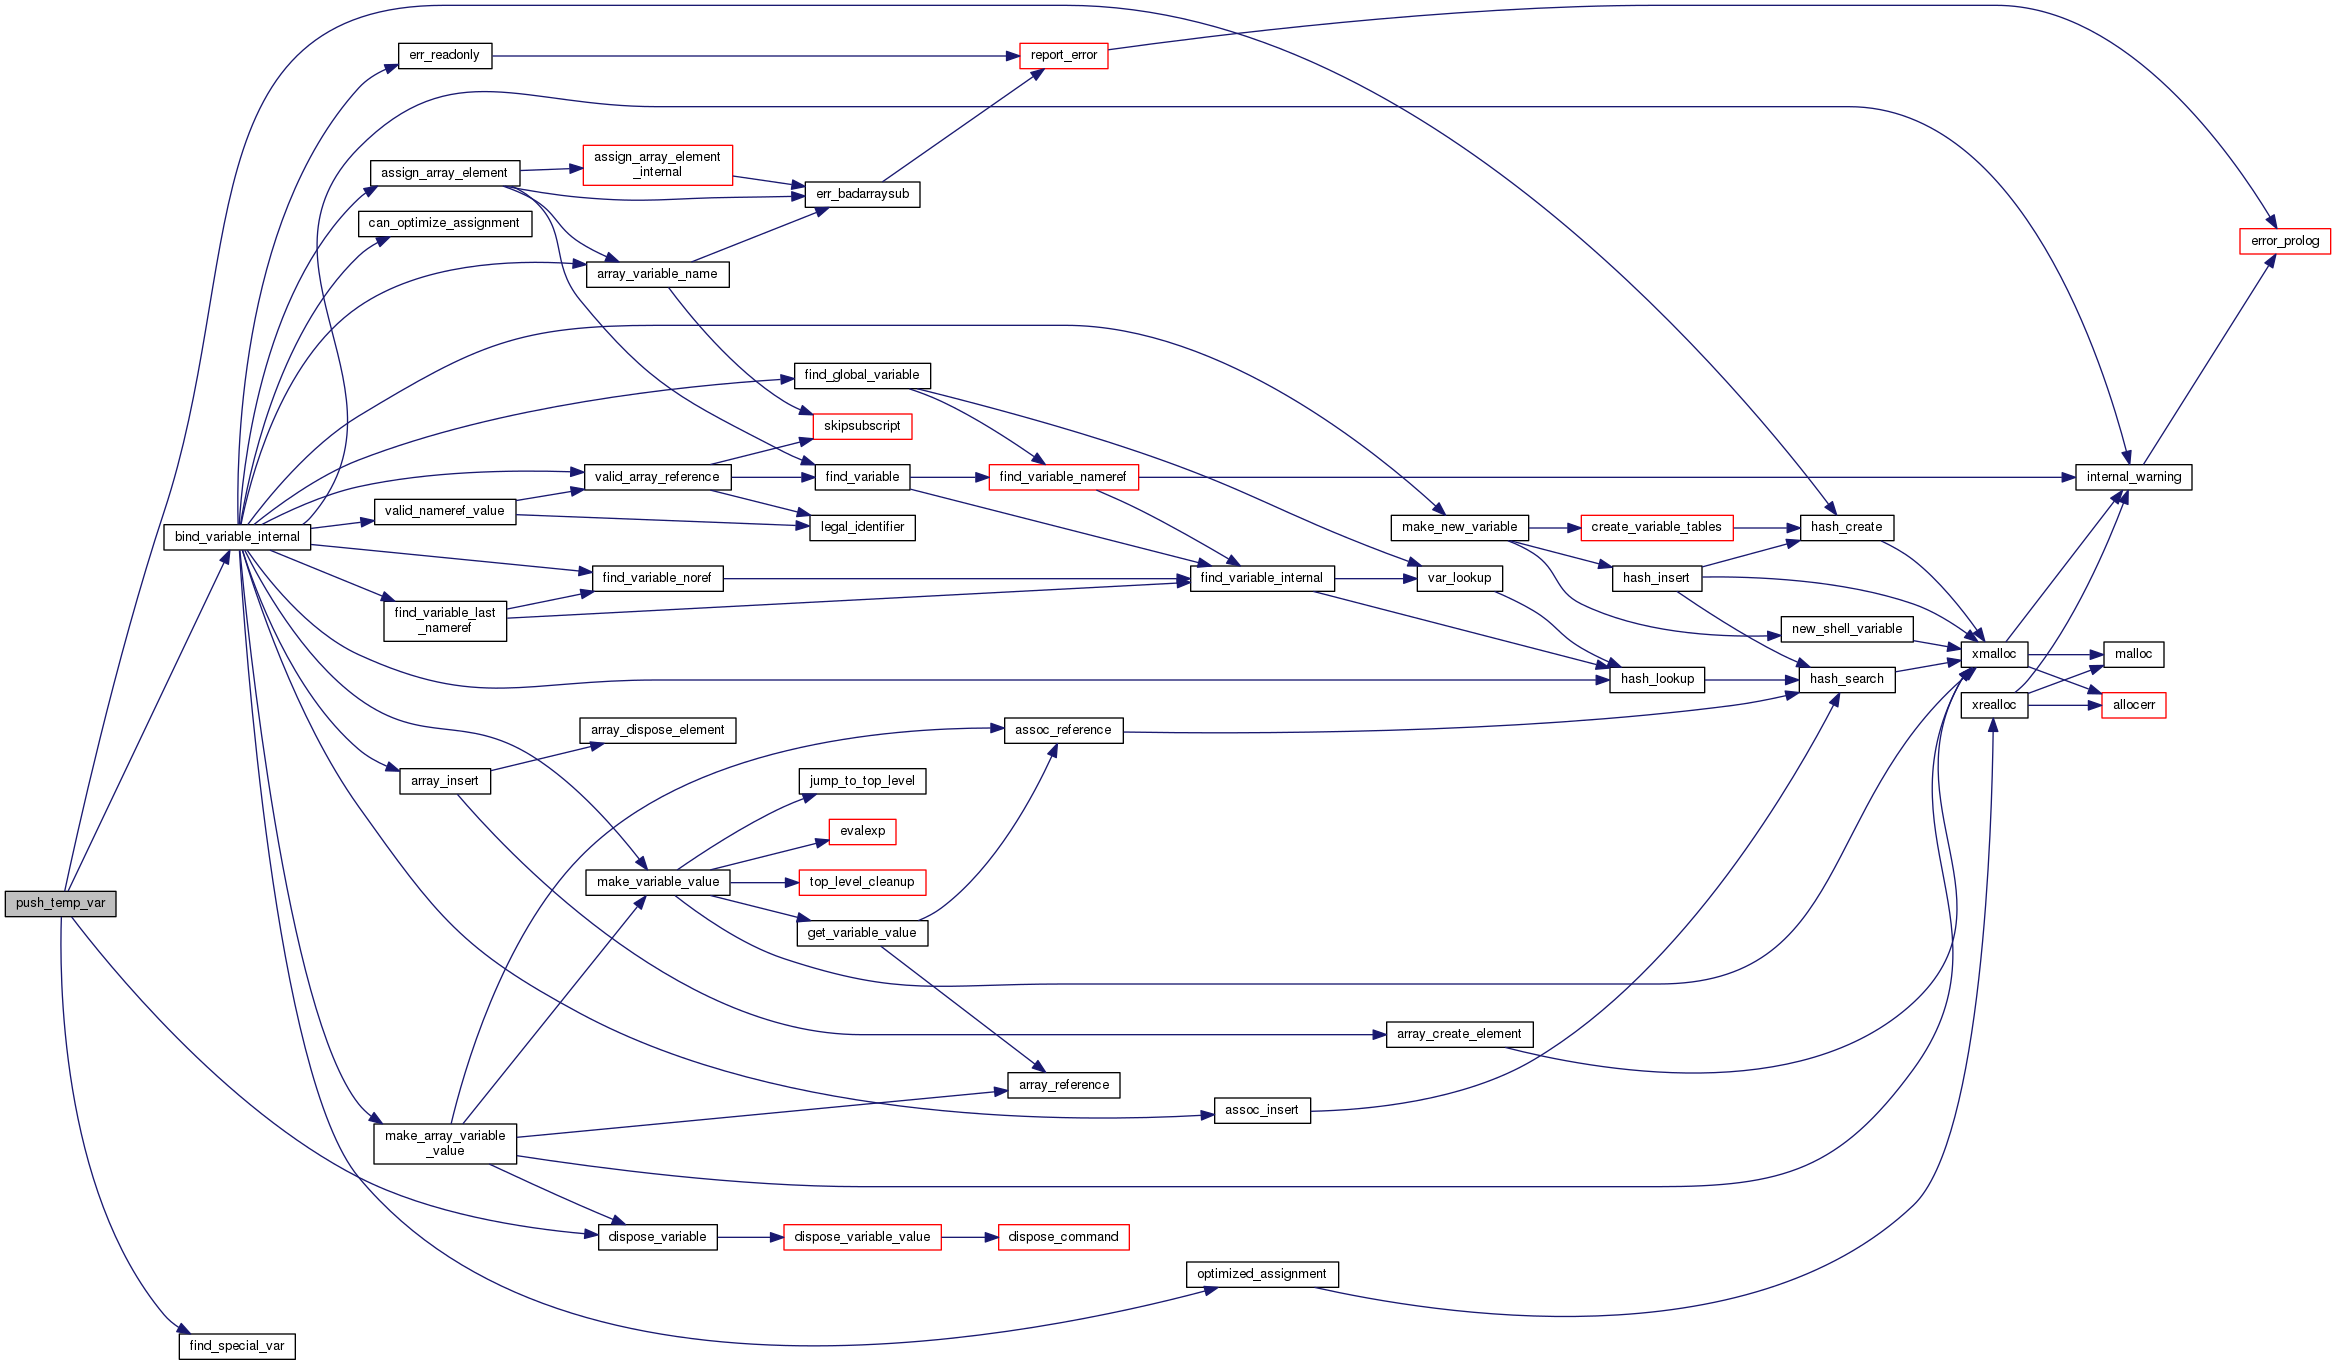 err_readonly
report_error
assign_array_element
_internal
assign_array_element
err_badarraysub
can_optimize_assignment
error_prolog
array_variable_name
find_global_variable
skipsubscript
valid_array_reference
find_variable
find_variable_nameref
internal_warning
valid_nameref_value
legal_identifier
make_new_variable
create_variable_tables
hash_create
bind_variable_internal
find_variable_noref
find_variable_internal
var_lookup
hash_insert
find_variable_last
_nameref
new_shell_variable
xmalloc
malloc
hash_lookup
hash_search
xrealloc
allocerr
array_dispose_element
assoc_reference
array_insert
jump_to_top_level
evalexp
make_variable_value
top_level_cleanup
push_temp_var
get_variable_value
array_create_element
array_reference
assoc_insert
make_array_variable
_value
dispose_variable
dispose_variable_value
dispose_command
optimized_assignment
find_special_var